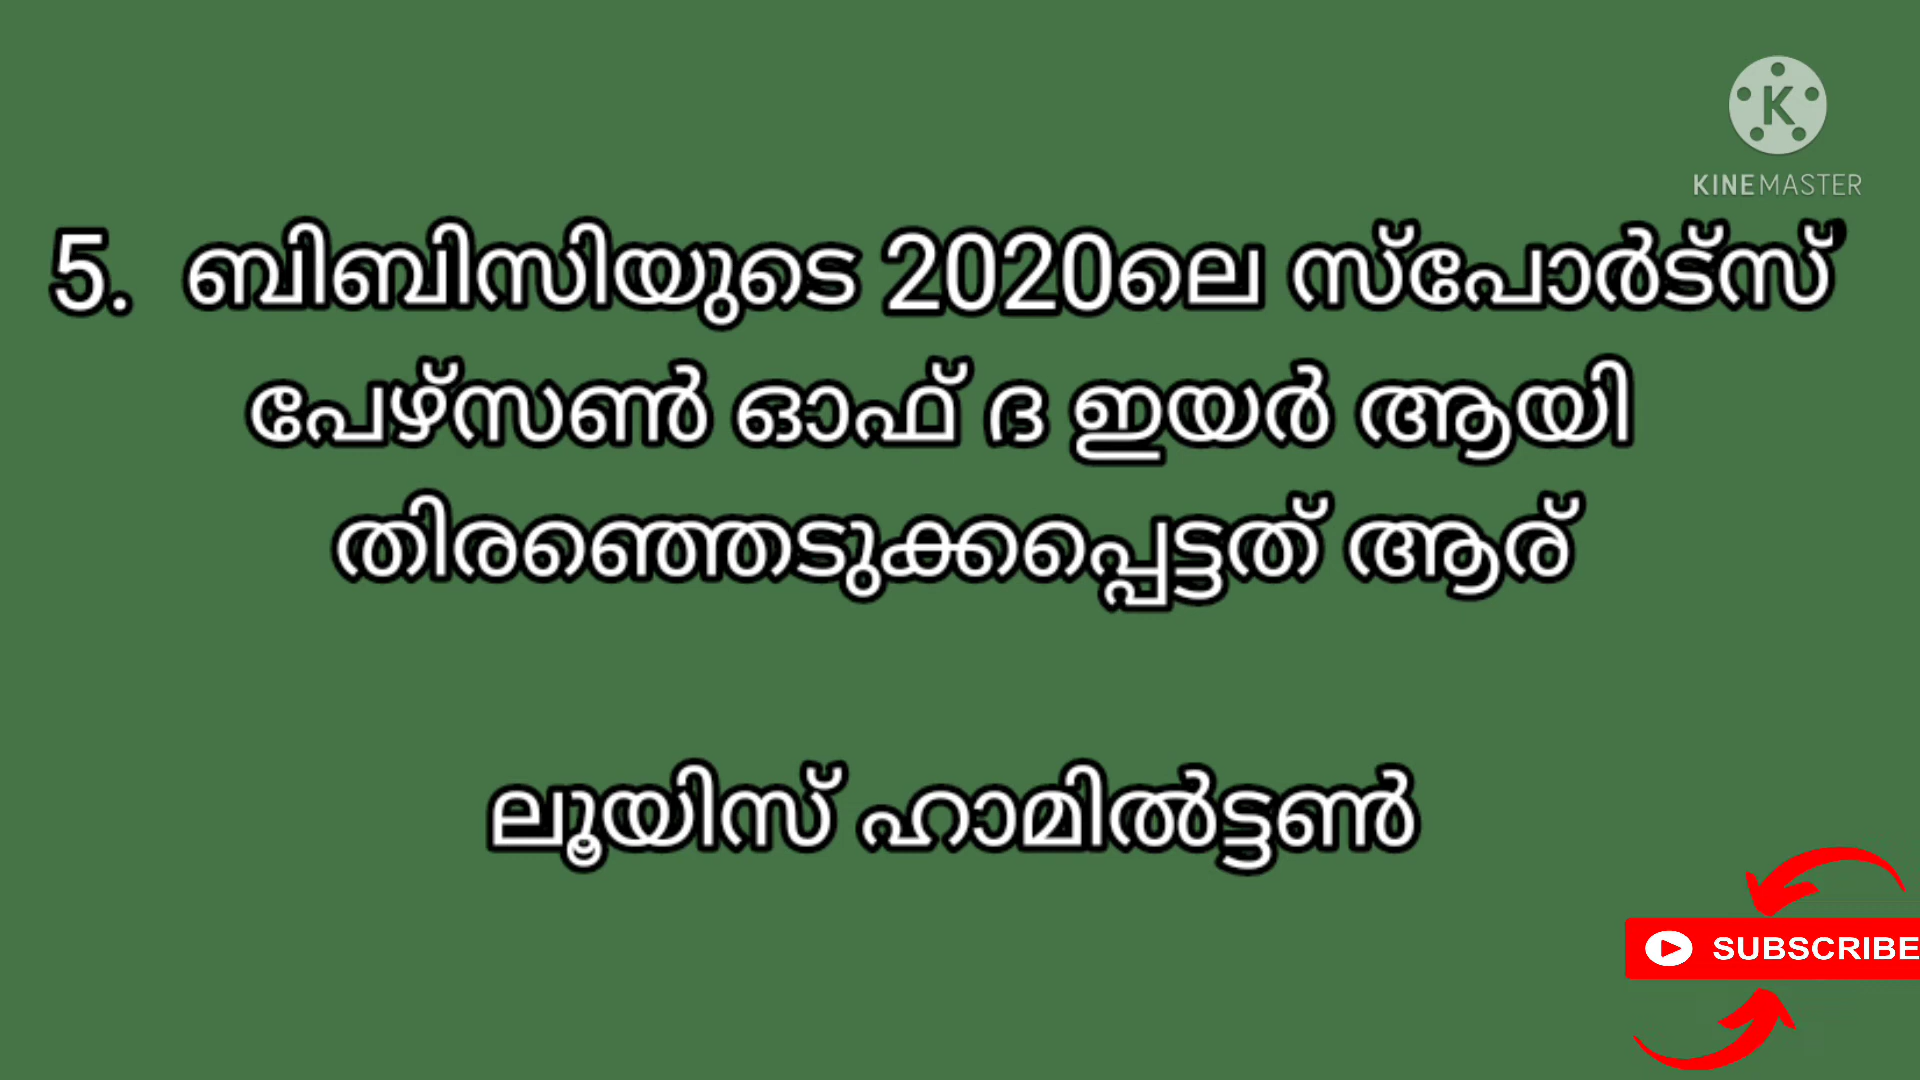 K
KINEMASTER
5. ബിബിസിയുടെ 2020ലെ സ്പോർട്സ്
പേഴ്സൺ ഓഫ് ദ ഇയർ ആയി
തിരഞ്ഞെടുക്കപ്പെട്ടത് ആര്
ലൂയിസ് ഹാമിൽട്ടൺ
SUBSCRIBE